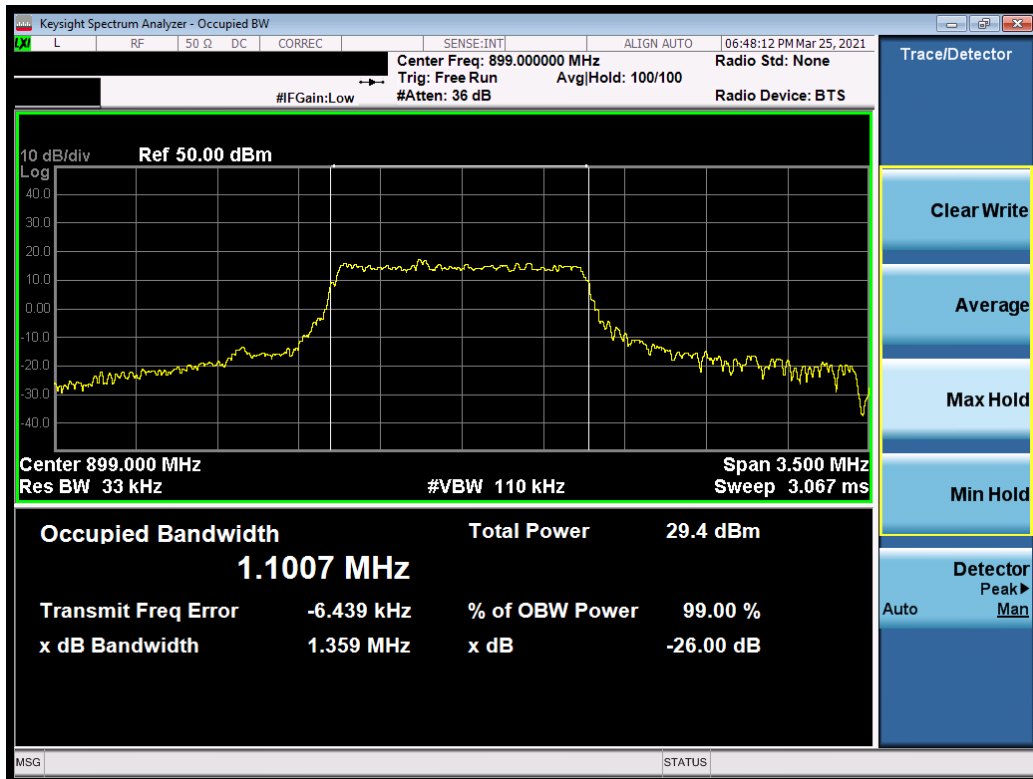 Keysight Spectrum Analyzer - Occupied BW
LXI L RF 50 Ω DC CORREC SENSE:INT ALIGN AUTO 06:48:12 PM Mar 25, 2021
Center Freq: 899.000000 MHz Radio Std: None
Trig: Free Run Avg|Hold: 100/100
#IFGain:Low #Atten: 36 dB Radio Device: BTS
10 dB/div Ref 50.00 dBm
Log
40.0
30.0
20.0
10.0
0.00
-10.0
-20.0
-30.0
-40.0
Center 899.000 MHz Span 3.500 MHz
Res BW 33 kHz #VBW 110 kHz Sweep 3.067 ms
Occupied Bandwidth Total Power 29.4 dBm
1.1007 MHz
Transmit Freq Error -6.439 kHz % of OBW Power 99.00 %
x dB Bandwidth 1.359 MHz x dB -26.00 dB
MSG STATUS
Trace/Detector
Clear Write
Average
Max Hold
Min Hold
Detector
Peak▶
Auto Man